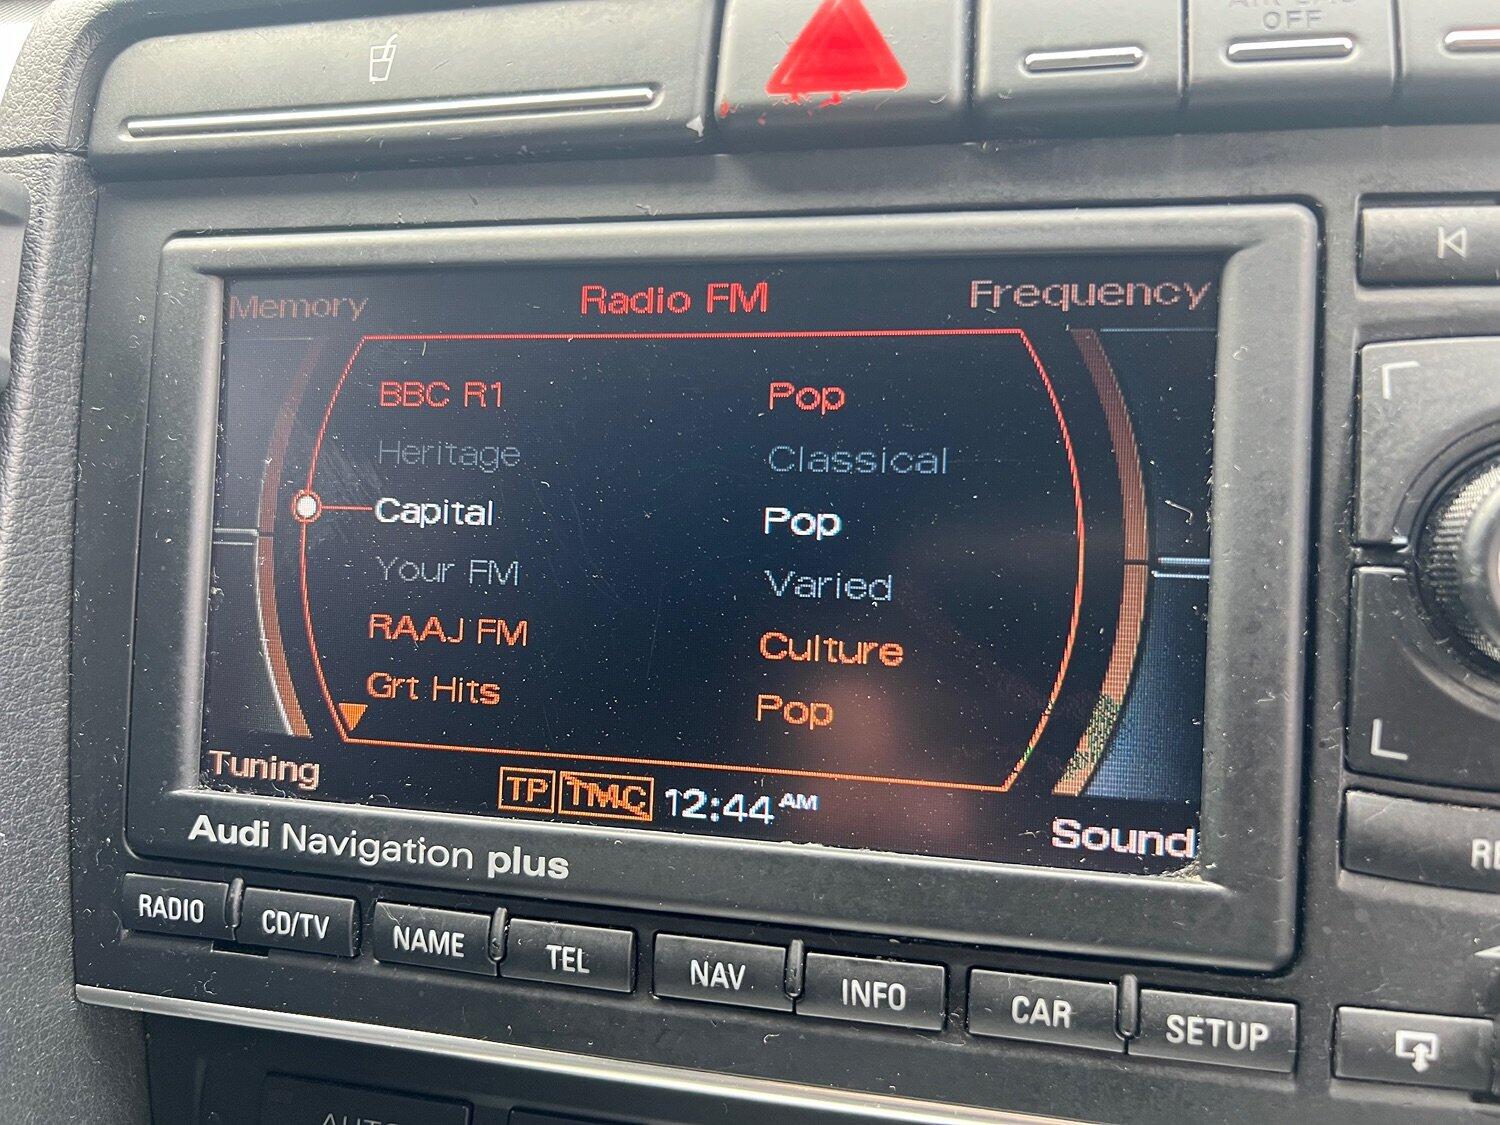 OFF
Memory Radio FM Frequency
BBC R1 Pop
Heritage Classical
Capital Pop
Your FM Varied
RAAJ FM Culture
Grt Hits Pop
Tuning TP TMC 12:44 AM Sound
Audi Navigation plus
RADIO CD/TV NAME TEL NAV INFO CAR SETUP